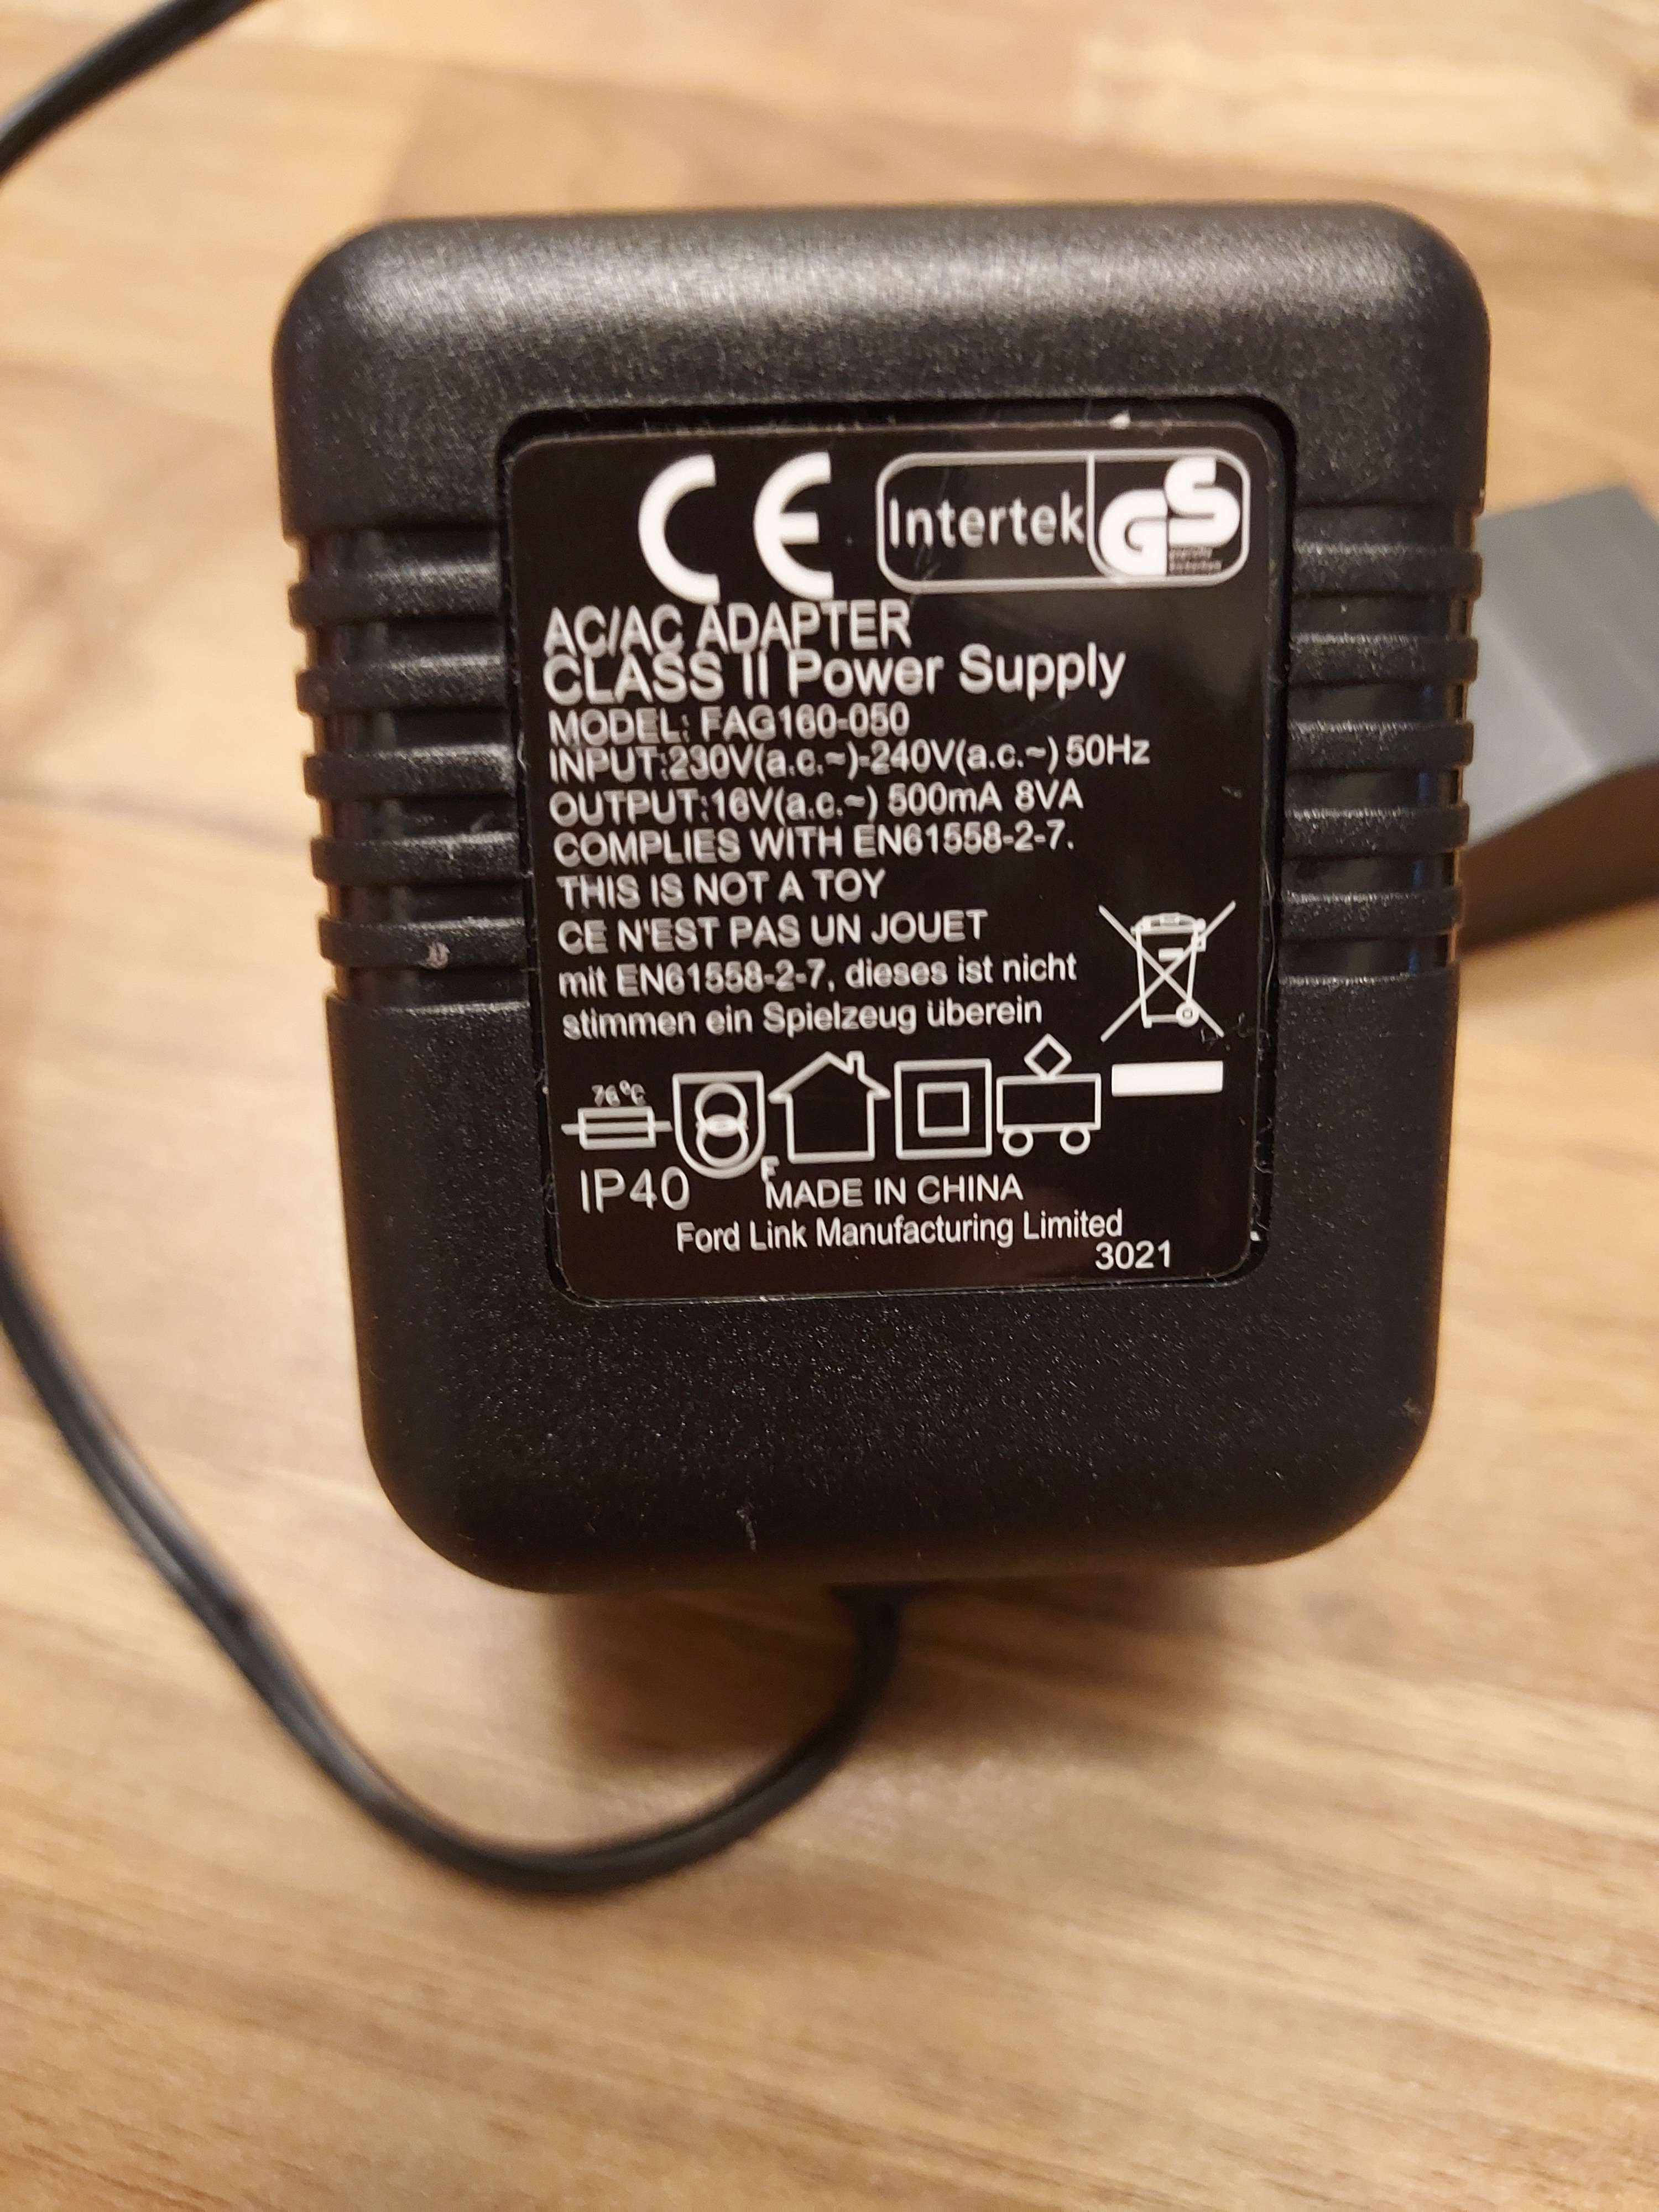 CE Intertek GS
AC/AC ADAPTER
CLASS II Power Supply
MODEL: FAG160-050
INPUT:230V(a.c.~)-240V(a.c.~) 50Hz
OUTPUT:16V(a.c.~) 500mA 8VA
COMPLIES WITH EN61558-2-7.
THIS IS NOT A TOY
CE N'EST PAS UN JOUET
mit EN61558-2-7, dieses ist nicht
stimmen ein Spielzeug überein
76°C
F
IP40 MADE IN CHINA
Ford Link Manufacturing Limited
3021